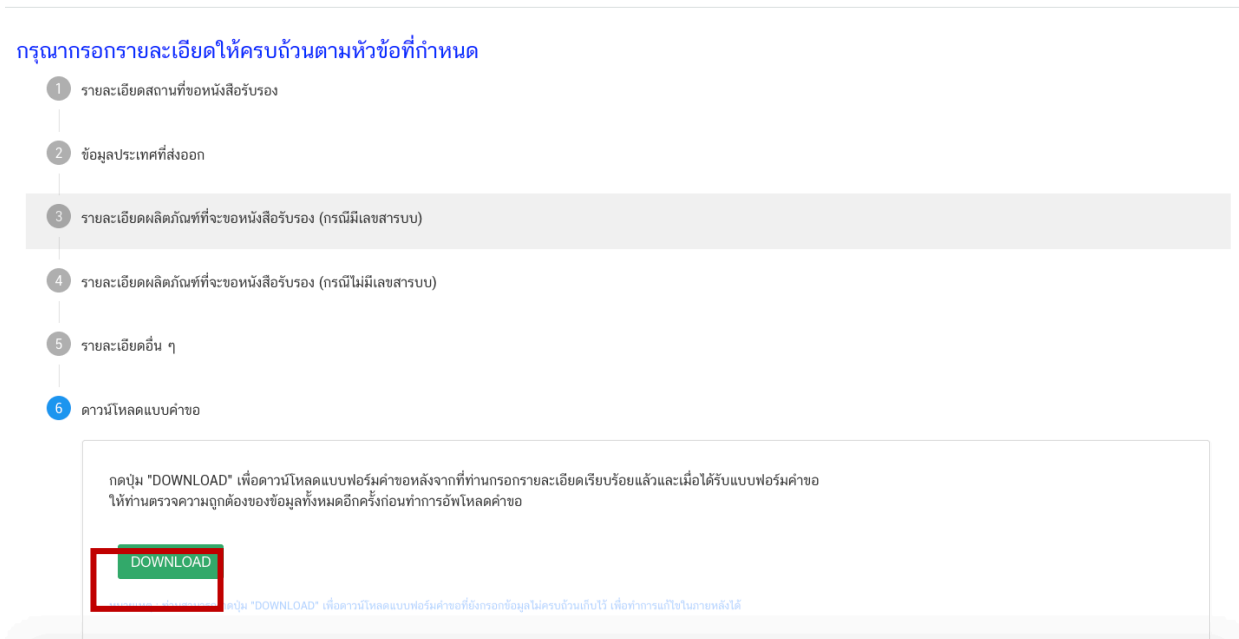 กรุณากรอกรายละเอียดให้ครบถ้วนตามหัวข้อที่กำหนด
1 รายละเอียดสถานที่ขอหนังสือรับรอง
2 ข้อมูลประเทศที่ส่งออก
3 รายละเอียดผลิตภัณฑ์ที่จะขอหนังสือรับรอง (กรณีมีเลขสารบบ)
4 รายละเอียดผลิตภัณฑ์ที่จะขอหนังสือรับรอง (กรณีไม่มีเลขสารบบ)
5 รายละเอียดอื่น ๆ
6 ดาวน์โหลดแบบคำขอ
กดปุ่ม "DOWNLOAD" เพื่อดาวน์โหลดแบบฟอร์มคำขอหลังจากที่ท่านกรอกรายละเอียดเรียบร้อยแล้วและเมื่อได้รับแบบฟอร์มคำขอ
ให้ท่านตรวจความถูกต้องของข้อมูลทั้งหมดอีกครั้งก่อนทำการอัพโหลดคำขอ
DOWNLOAD
"DOWNLOAD" เพื่อดาวน์โหลดแบบฟอร์มคำขอที่ยังกรอกข้อมูลไม่ครบถ้วนเก็บไว้ เพื่อทำการแก้ไขในภายหลังได้